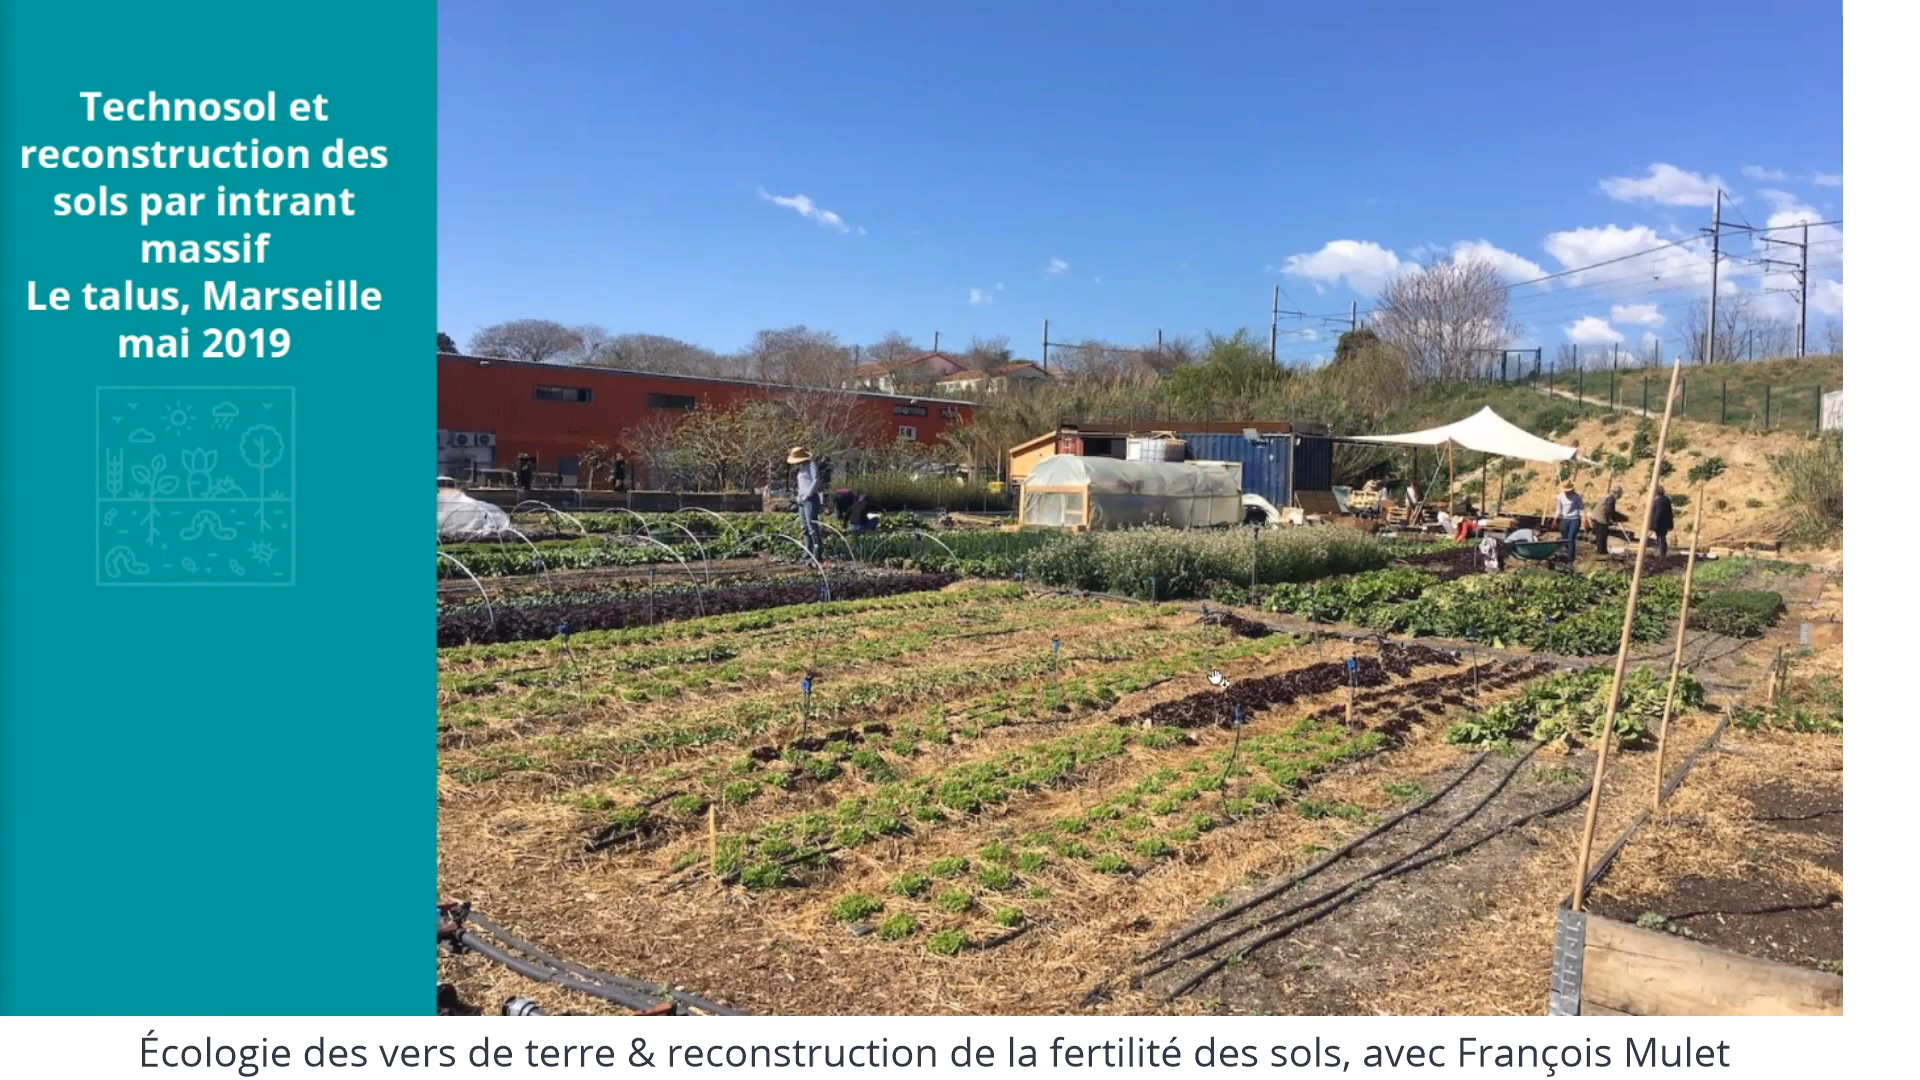 Technosol et
reconstruction des
sols par intrant
massif
Le talus, Marseille
mai 2019
Écologie des vers de terre & reconstruction de la fertilité des sols, avec François Mulet